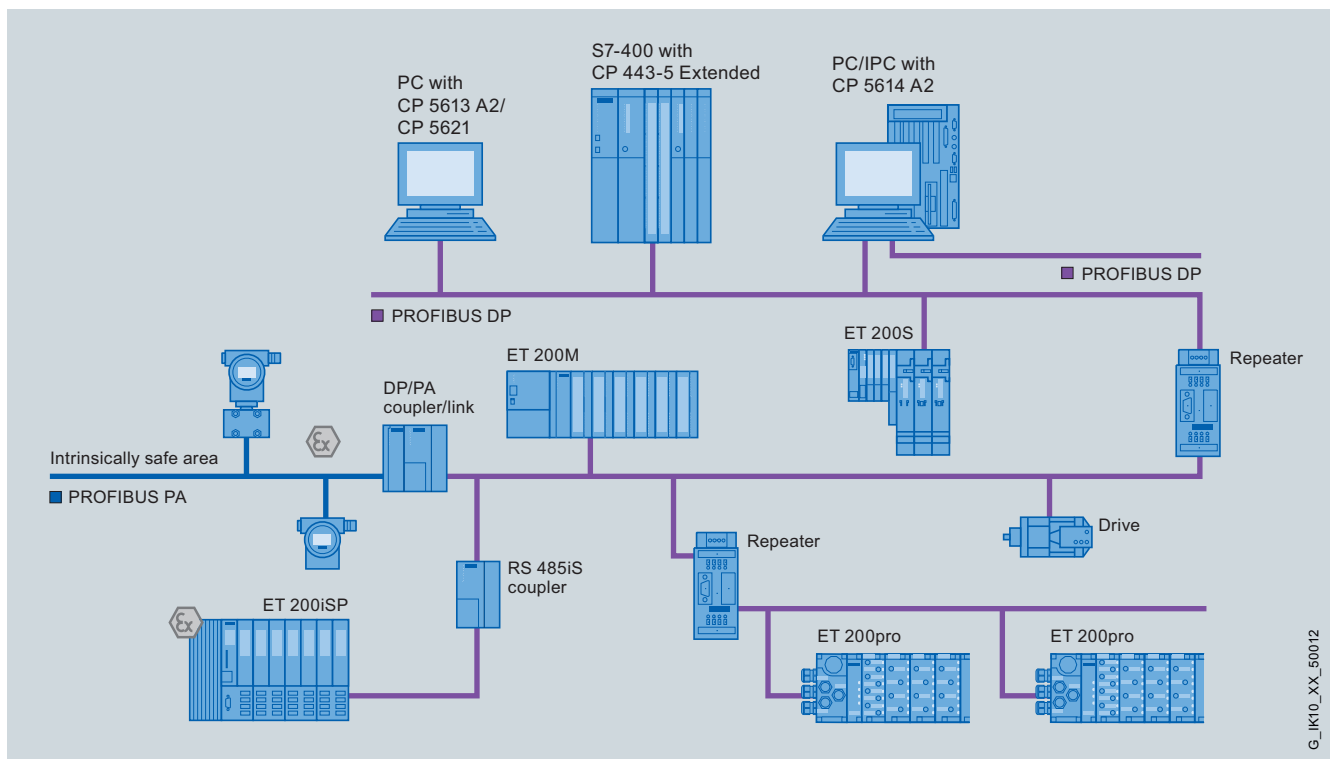 S7-400 with
CP 443-5 Extended
PC/IPC with
CP 5614 A2
PC with
CP 5613 A2/
CP 5621
PROFIBUS DP
PROFIBUS DP
ET 200S
ET 200M
Repeater
DP/PA
coupler/link
Ex
Intrinsically safe area
PROFIBUS PA
Drive
Repeater
RS 485iS
coupler
Ex
ET 200iSP
ET 200pro
ET 200pro
G_IK10_XX_50012